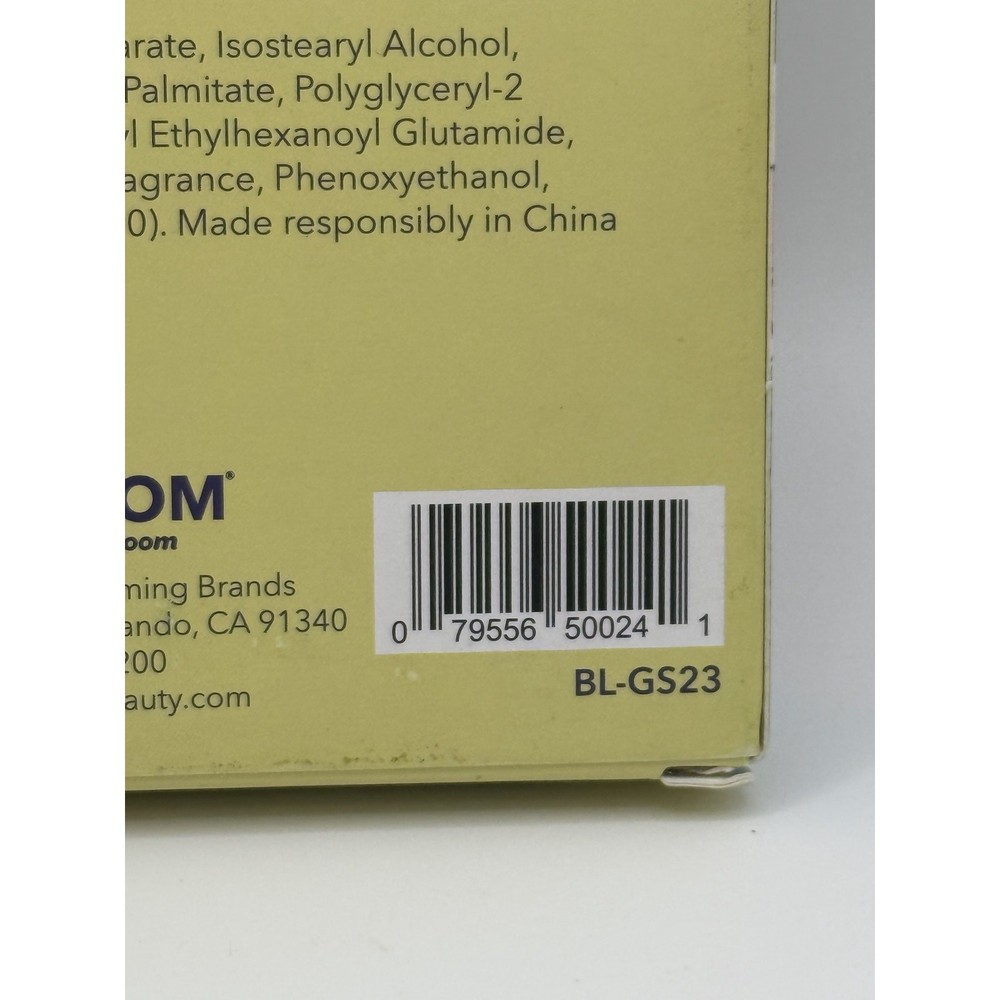 arate, Isostearyl Alcohol,
Palmitate, Polyglyceryl-2
yl Ethylhexanoyl Glutamide,
agrance, Phenoxyethanol,
0). Made responsibly in China
OM®
oom
ming Brands
ando, CA 91340
200
auty.com
0 79556 50024 1
BL-GS23